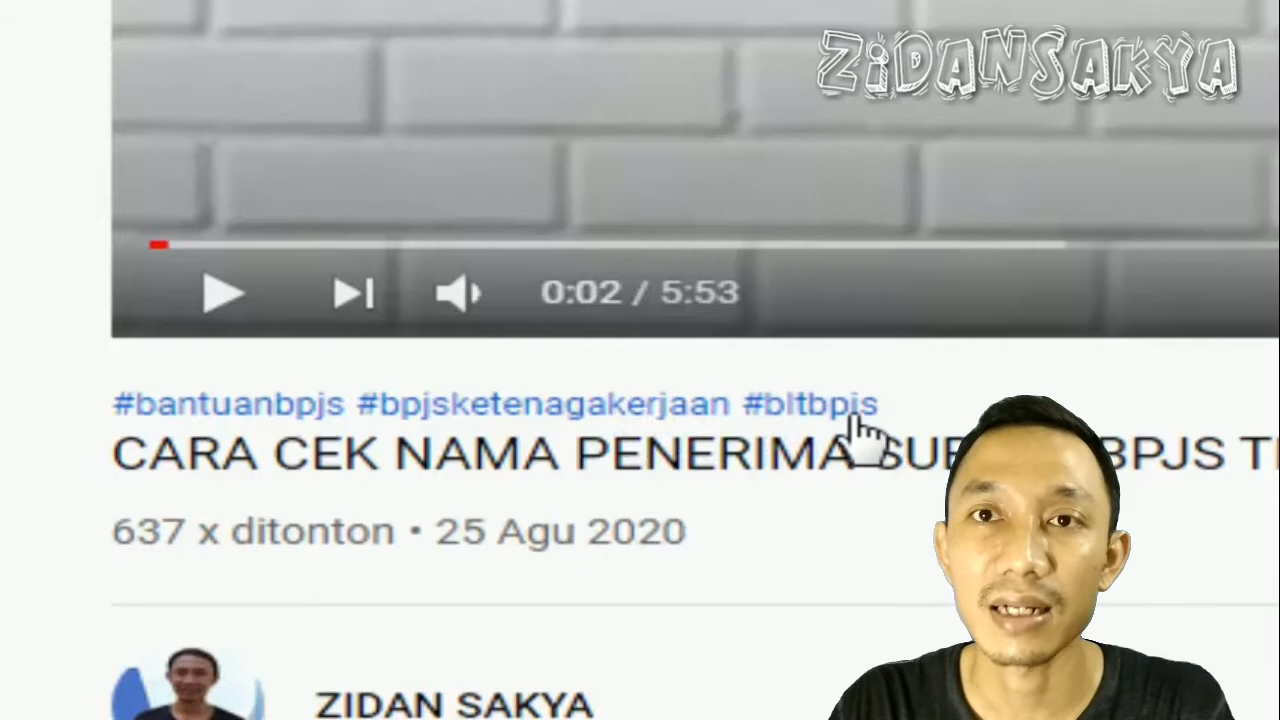 ZIDANSAKYA
0:02 / 5:53
#bantuanbpjs #bpjsketenagakerjaan #bltbpjs
CARA CEK NAMA PENERIMA BPJS
637 x ditonton • 25 Agu 2020
ZIDAN SAKYA